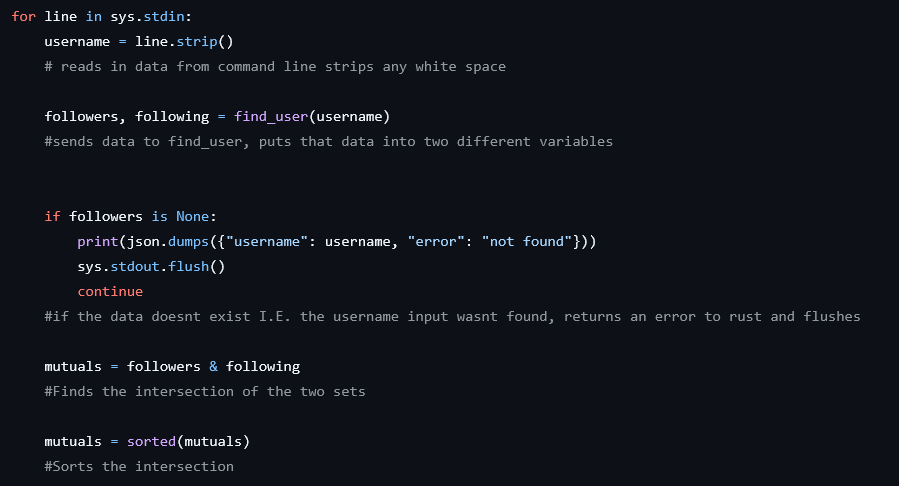 for line in sys.stdin:
    username = line.strip()
    # reads in data from command line strips any white space
    followers, following = find_user(username)
    #sends data to find_user, puts that data into two different variables
    if followers is None:
        print(json.dumps({"username": username, "error": "not found"}))
        sys.stdout.flush()
        continue
    #if the data doesnt exist I.E. the username input wasnt found, returns an error to rust and flushes
    mutuals = followers & following
    #Finds the intersection of the two sets
    mutuals = sorted(mutuals)
    #Sorts the intersection